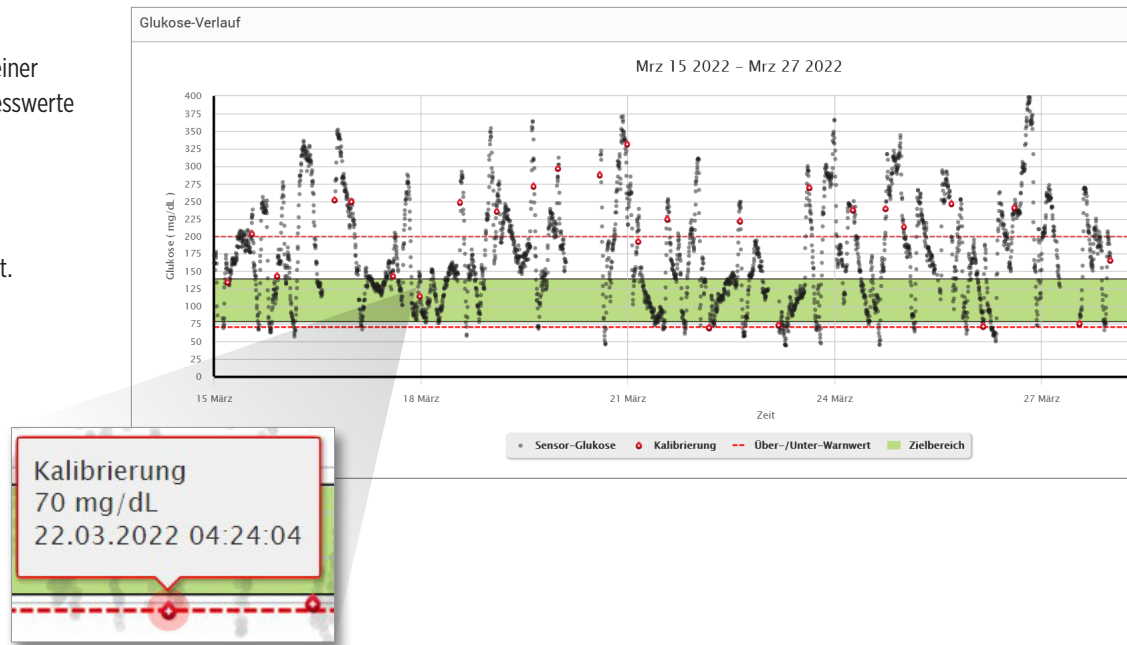 Glukose-Verlauf
Mrz 15 2022 – Mrz 27 2022
400
375
350
325
300
275
250
225
200
175
150
125
100
75
50
25
0
Glukose ( mg/dL )
15 März
18 März
21 März
24 März
27 März
Zeit
Sensor-Glukose
Kalibrierung
Über-/Unter-Warnwert
Zielbereich
Kalibrierung
70 mg/dL
22.03.2022 04:24:04